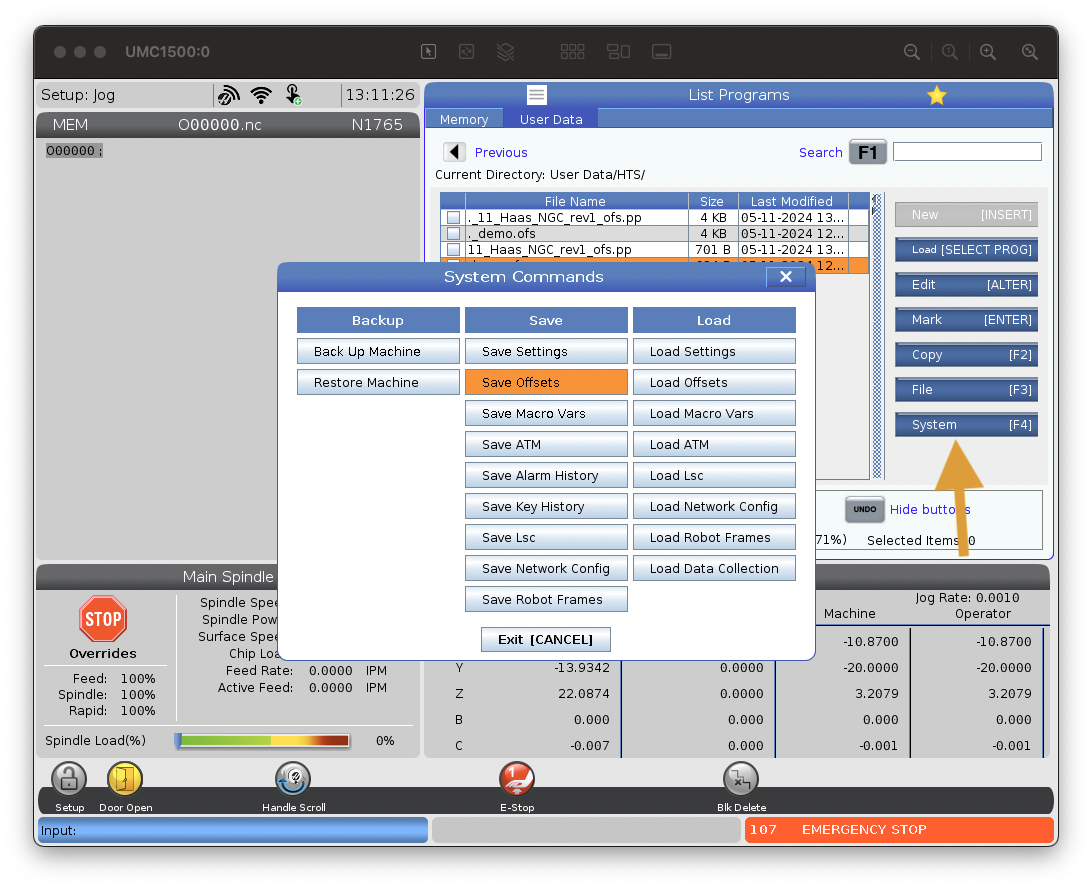 UMC1500:0
Setup: Jog
13:11:26
MEM
O00000.nc
N1765
O00000 ;
List Programs
Memory
User Data
Previous
Search
F1
Current Directory: User Data/HTS/
File Name
Size
Last Modified
._11_Haas_NGC_rev1_ofs.pp
4 KB
05-11-2024 13...
._demo.ofs
4 KB
05-11-2024 12...
11_Haas_NGC_rev1_ofs.pp
701 B
05-11-2024 13...
12...
New [INSERT]
Load [SELECT PROG]
Edit [ALTER]
Mark [ENTER]
Copy [F2]
File [F3]
System [F4]
UNDO
Hide buttons
71%)
Selected Items: 0
System Commands
X
Backup
Save
Load
Back Up Machine
Save Settings
Load Settings
Restore Machine
Save Offsets
Load Offsets
Save Macro Vars
Load Macro Vars
Save ATM
Load ATM
Save Alarm History
Load Lsc
Save Key History
Load Network Config
Save Lsc
Load Robot Frames
Save Network Config
Load Data Collection
Save Robot Frames
Exit [CANCEL]
Main Spindle
STOP
Overrides
Feed: 100%
Spindle: 100%
Rapid: 100%
Spindle Spee
Spindle Pow
Surface Spee
Chip Loa
Feed Rate: 0.0000 IPM
Active Feed: 0.0000 IPM
Spindle Load(%)
0%
Jog Rate: 0.0010
Machine
Operator
-10.8700
-10.8700
Y -13.9342 0.0000 -20.0000 -20.0000
Z 22.0874 0.0000 3.2079 3.2079
B 0.000 0.000 0.000 0.000
C -0.007 0.000 -0.001 -0.001
Setup
Door Open
Handle Scroll
E-Stop
Blk Delete
Input:
107 EMERGENCY STOP